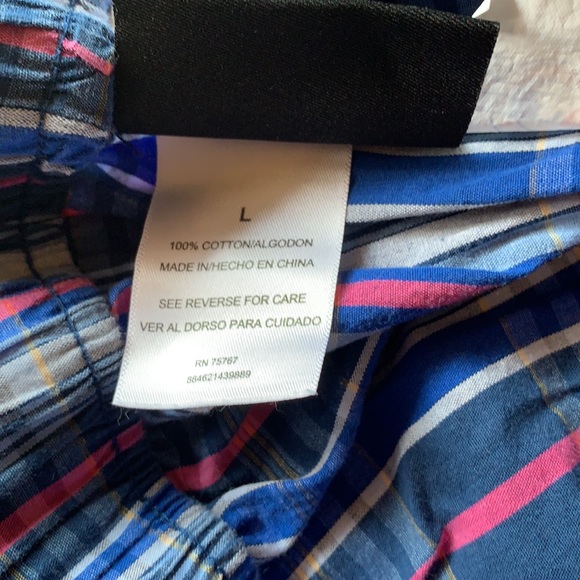 L
100% COTTON/ALGODON
MADE IN/HECHO EN CHINA
SEE REVERSE FOR CARE
VER AL DORSO PARA CUIDADO
RN 75767
884621439889